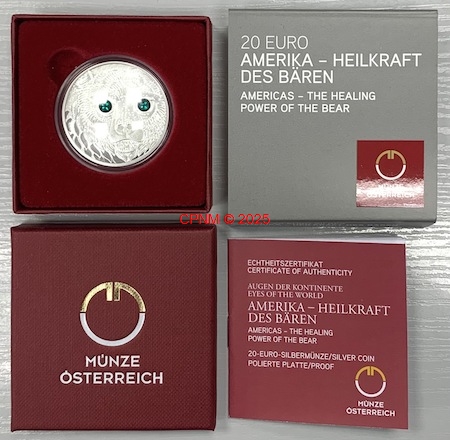 20 EURO
AMERIKA – HEILKRAFT
DES BÄREN
AMERICAS – THE HEALING
POWER OF THE BEAR
CPNM © 2025
MÜNZE
ÖSTERREICH
ECHTHEITSZERTIFIKAT
CERTIFICATE OF AUTHENTICITY
AUGEN DER KONTINENTE
EYES OF THE WORLD
AMERIKA – HEILKRAFT
DES BÄREN
AMERICAS – THE HEALING
POWER OF THE BEAR
20-EURO-SILBERMÜNZE/SILVER COIN
POLIERTE PLATTE/PROOF
MÜNZE
ÖSTERREICH